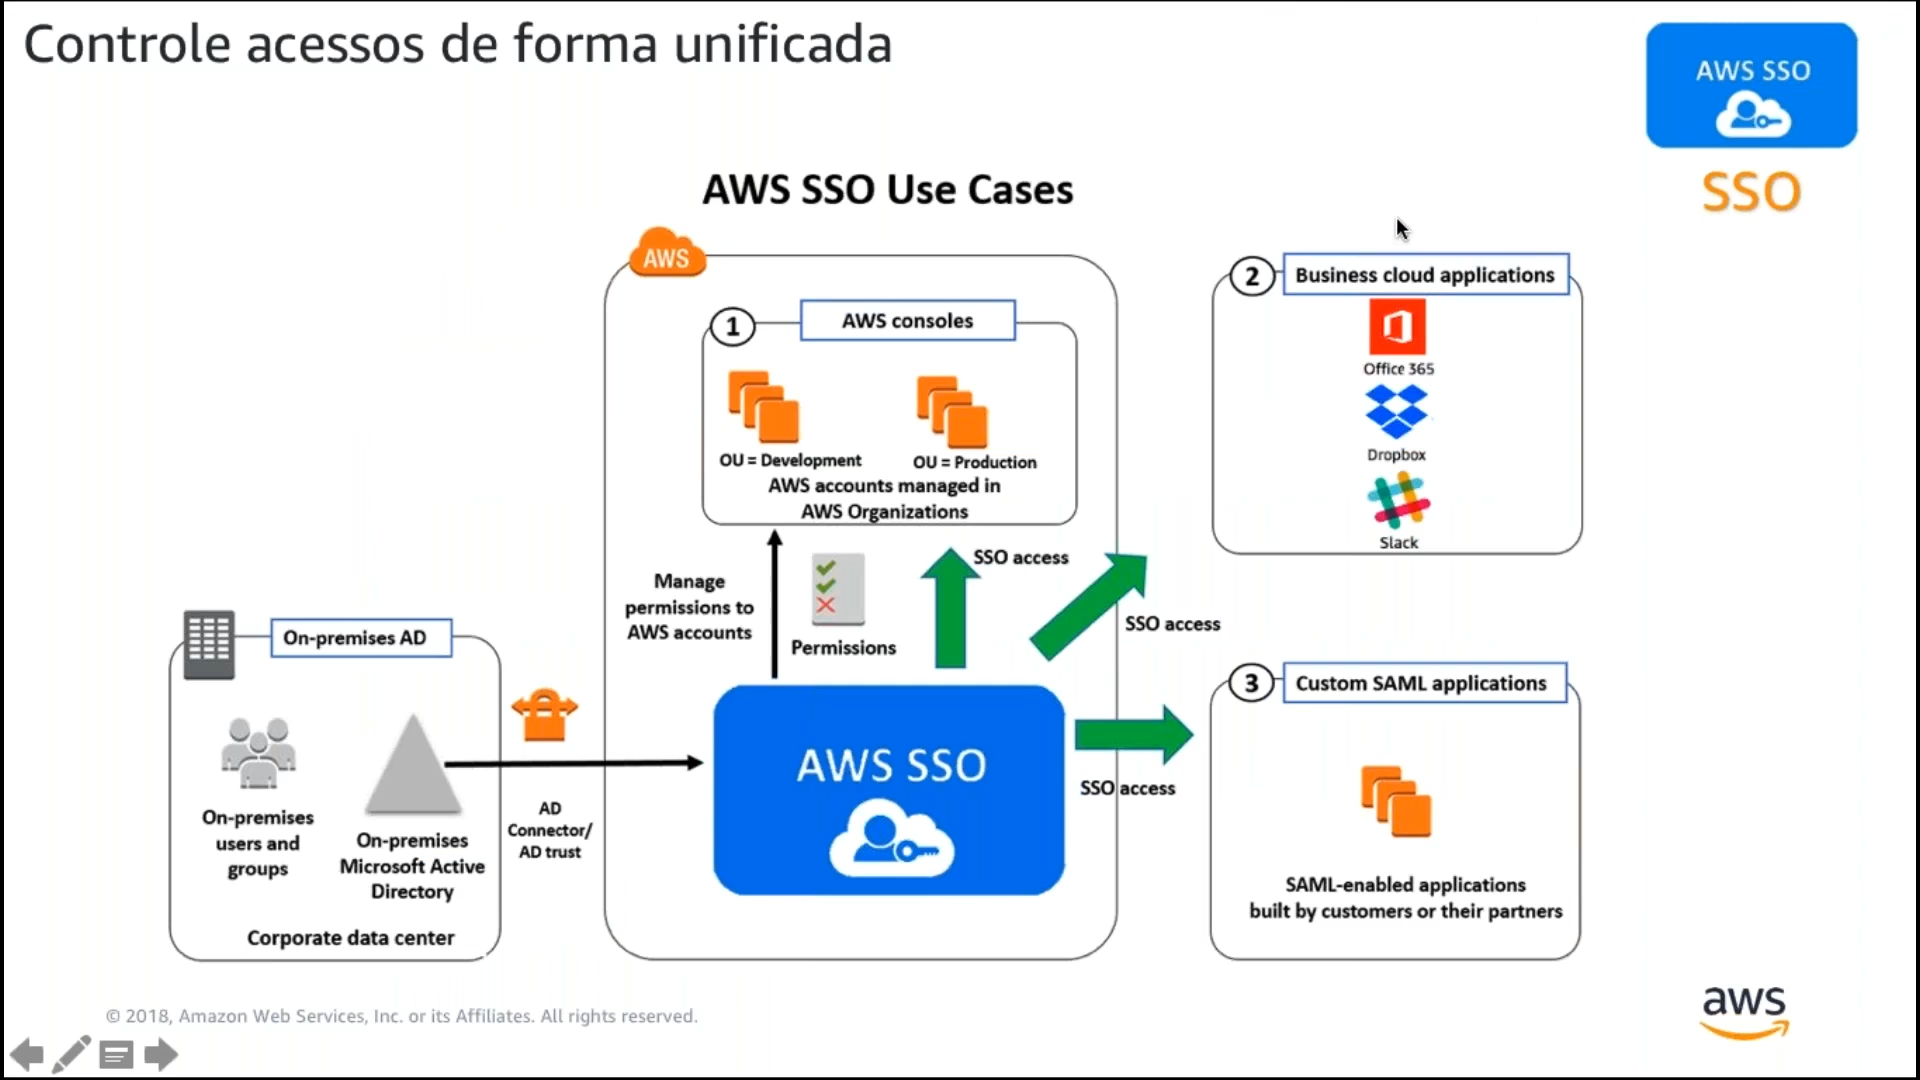 Controle acessos de forma unificada
AWS SSO
SSO
AWS SSO Use Cases
AWS
1
AWS consoles
OU = Development
OU = Production
AWS accounts managed in
AWS Organizations
2
Business cloud applications
Office 365
Dropbox
Slack
Manage
permissions to
AWS accounts
Permissions
SSO access
SSO access
On-premises AD
On-premises
users and
groups
On-premises
Microsoft Active
Directory
Corporate data center
AD
Connector/
AD trust
AWS SSO
SSO access
3
Custom SAML applications
SAML-enabled applications
built by customers or their partners
© 2018, Amazon Web Services, Inc. or its Affiliates. All rights reserved.
aws